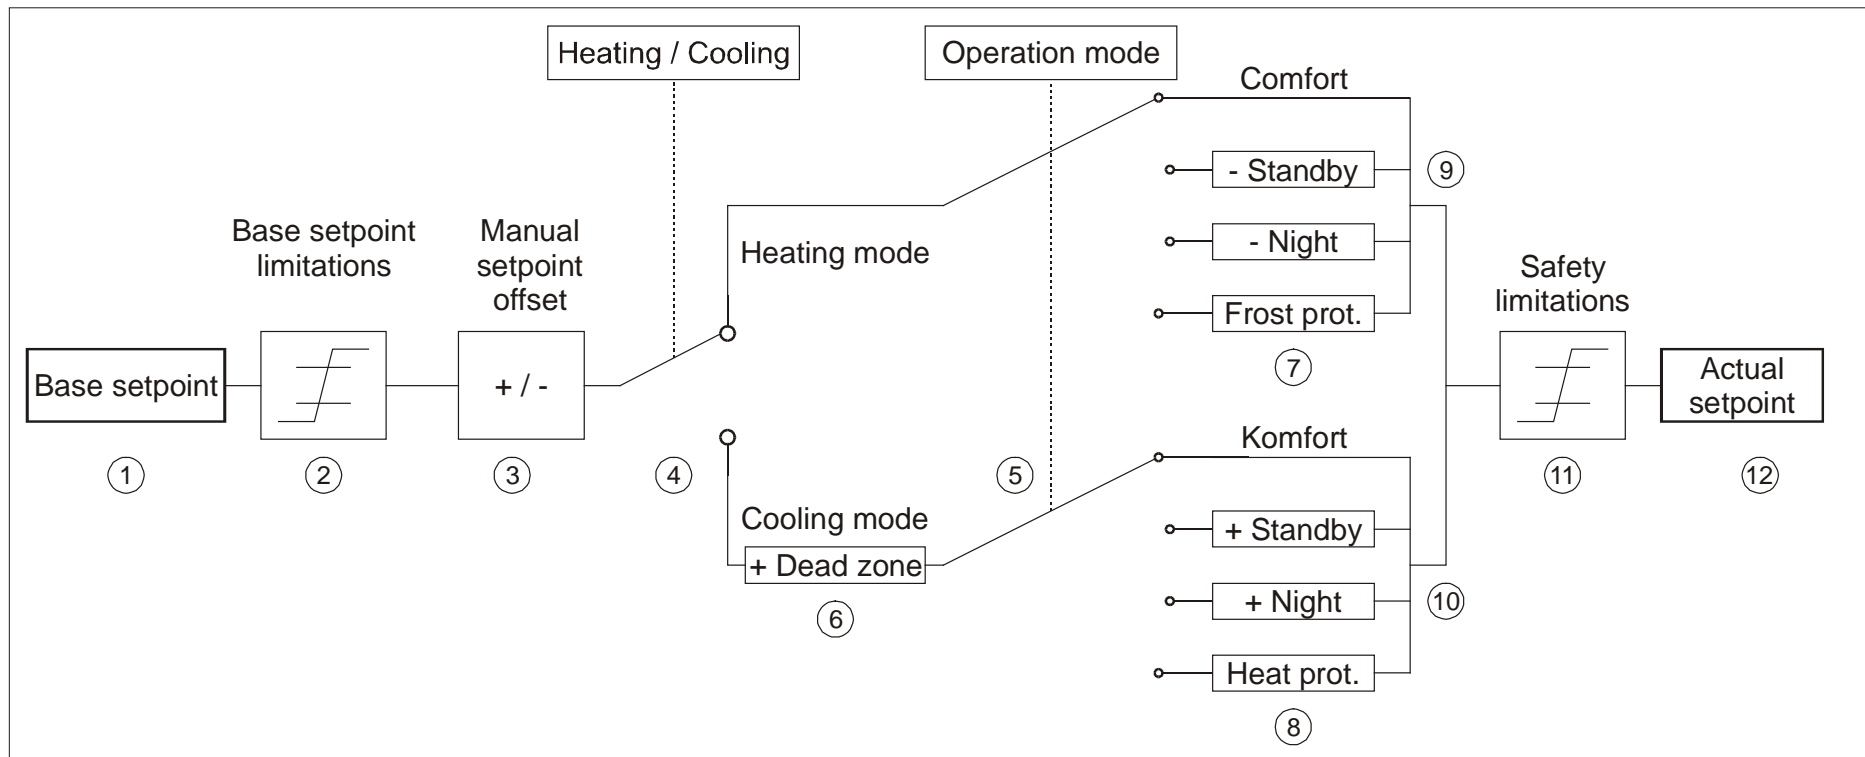 Heating / Cooling
Operation mode
Comfort
- Standby
9
- Night
Frost prot.
7
Base setpoint
limitations
Manual
setpoint
offset
Heating mode
Safety
limitations
Base setpoint
+ / -
Actual
setpoint
1
2
3
4
5
11
12
Komfort
Cooling mode
+ Dead zone
6
+ Standby
+ Night
10
Heat prot.
8